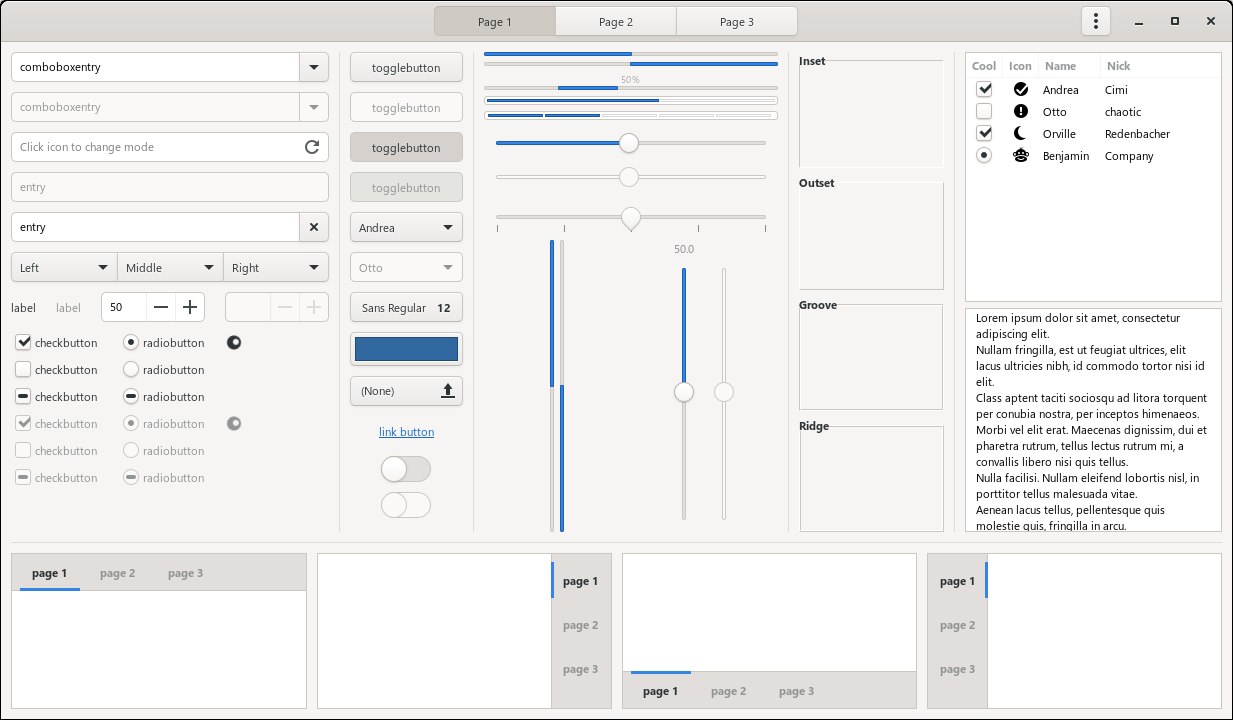 Page 1
Page 2
Page 3
comboboxentry
comboboxentry
Click icon to change mode
entry
entry
Left
Middle
Right
label
label
50
checkbutton
radiobutton
checkbutton
radiobutton
checkbutton
radiobutton
checkbutton
radiobutton
checkbutton
radiobutton
checkbutton
radiobutton
togglebutton
togglebutton
togglebutton
togglebutton
Andrea
Otto
Sans Regular 12
(None)
link button
50%
50.0
Inset
Outset
Groove
Ridge
Cool Icon Name Nick
Andrea Cimi
Otto chaotic
Orville Redenbacher
Benjamin Company
Lorem ipsum dolor sit amet, consectetur
adipiscing elit.
Nullam fringilla, est ut feugiat ultrices, elit
lacus ultricies nibh, id commodo tortor nisi id
elit.
Class aptent taciti sociosqu ad litora torquent
per conubia nostra, per inceptos himenaeos.
Morbi vel elit erat. Maecenas dignissim, dui et
pharetra rutrum, tellus lectus rutrum mi, a
convallis libero nisi quis tellus.
Nulla facilisi. Nullam eleifend lobortis nisl, in
porttitor tellus malesuada vitae.
Aenean lacus tellus, pellentesque quis
molestie quis, fringilla in arcu.
page 1
page 2
page 3
page 1
page 2
page 3
page 1
page 2
page 3
page 1
page 2
page 3